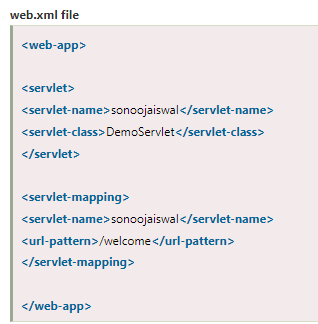 web.xml file
<web-app>
<servlet>
<servlet-name>sonoojaiswal</servlet-name>
<servlet-class>DemoServlet</servlet-class>
</servlet>
<servlet-mapping>
<servlet-name>sonoojaiswal</servlet-name>
<url-pattern>/welcome</url-pattern>
</servlet-mapping>
</web-app>